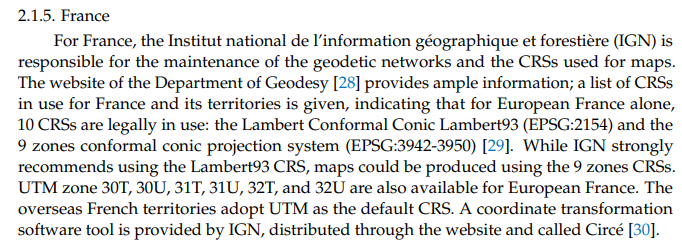 2.1.5. France
For France, the Institut national de l'information géographique et forestière (IGN) is
responsible for the maintenance of the geodetic networks and the CRSs used for maps.
The website of the Department of Geodesy [28] provides ample information; a list of CRSs
in use for France and its territories is given, indicating that for European France alone,
10 CRSs are legally in use: the Lambert Conformal Conic Lambert93 (EPSG:2154) and the
9 zones conformal conic projection system (EPSG:3942-3950) [29]. While IGN strongly
recommends using the Lambert93 CRS, maps could be produced using the 9 zones CRSs.
UTM zone 30T, 30U, 31T, 31U, 32T, and 32U are also available for European France. The
overseas French territories adopt UTM as the default CRS. A coordinate transformation
software tool is provided by IGN, distributed through the website and called Circé [30].